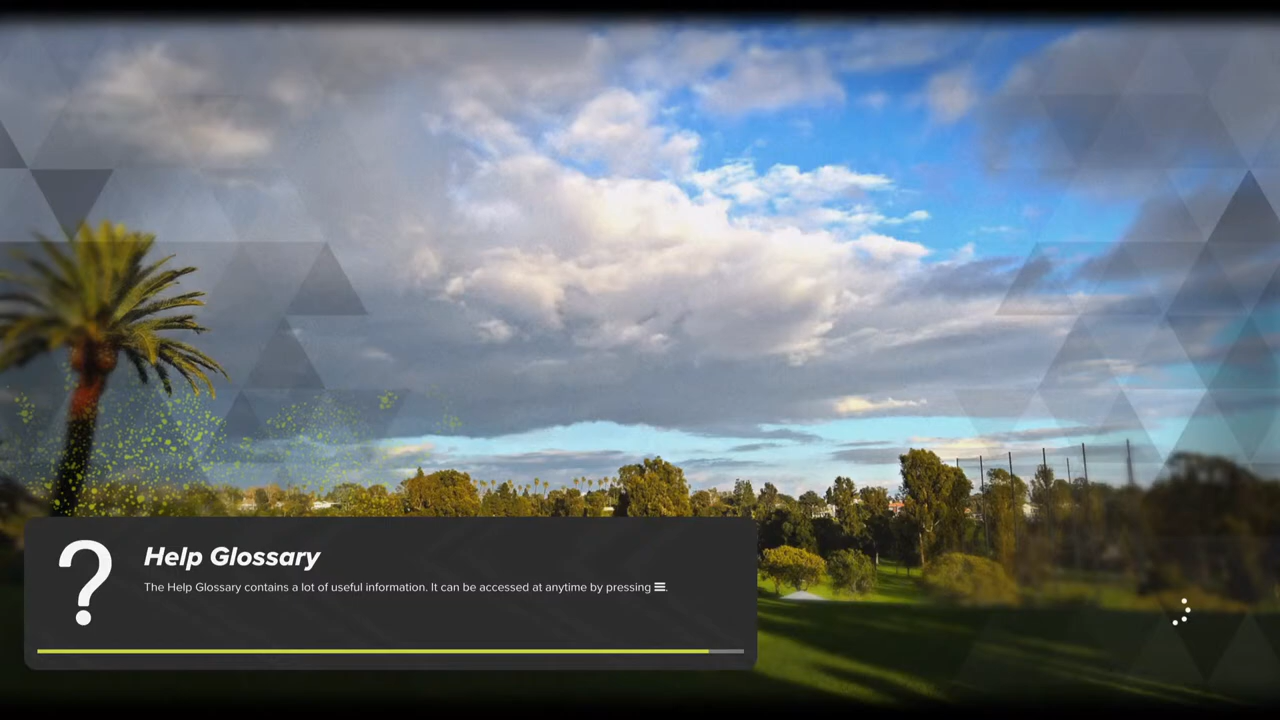 Help Glossary
The Help Glossary contains a lot of useful information. It can be accessed at anytime by pressing ☰.